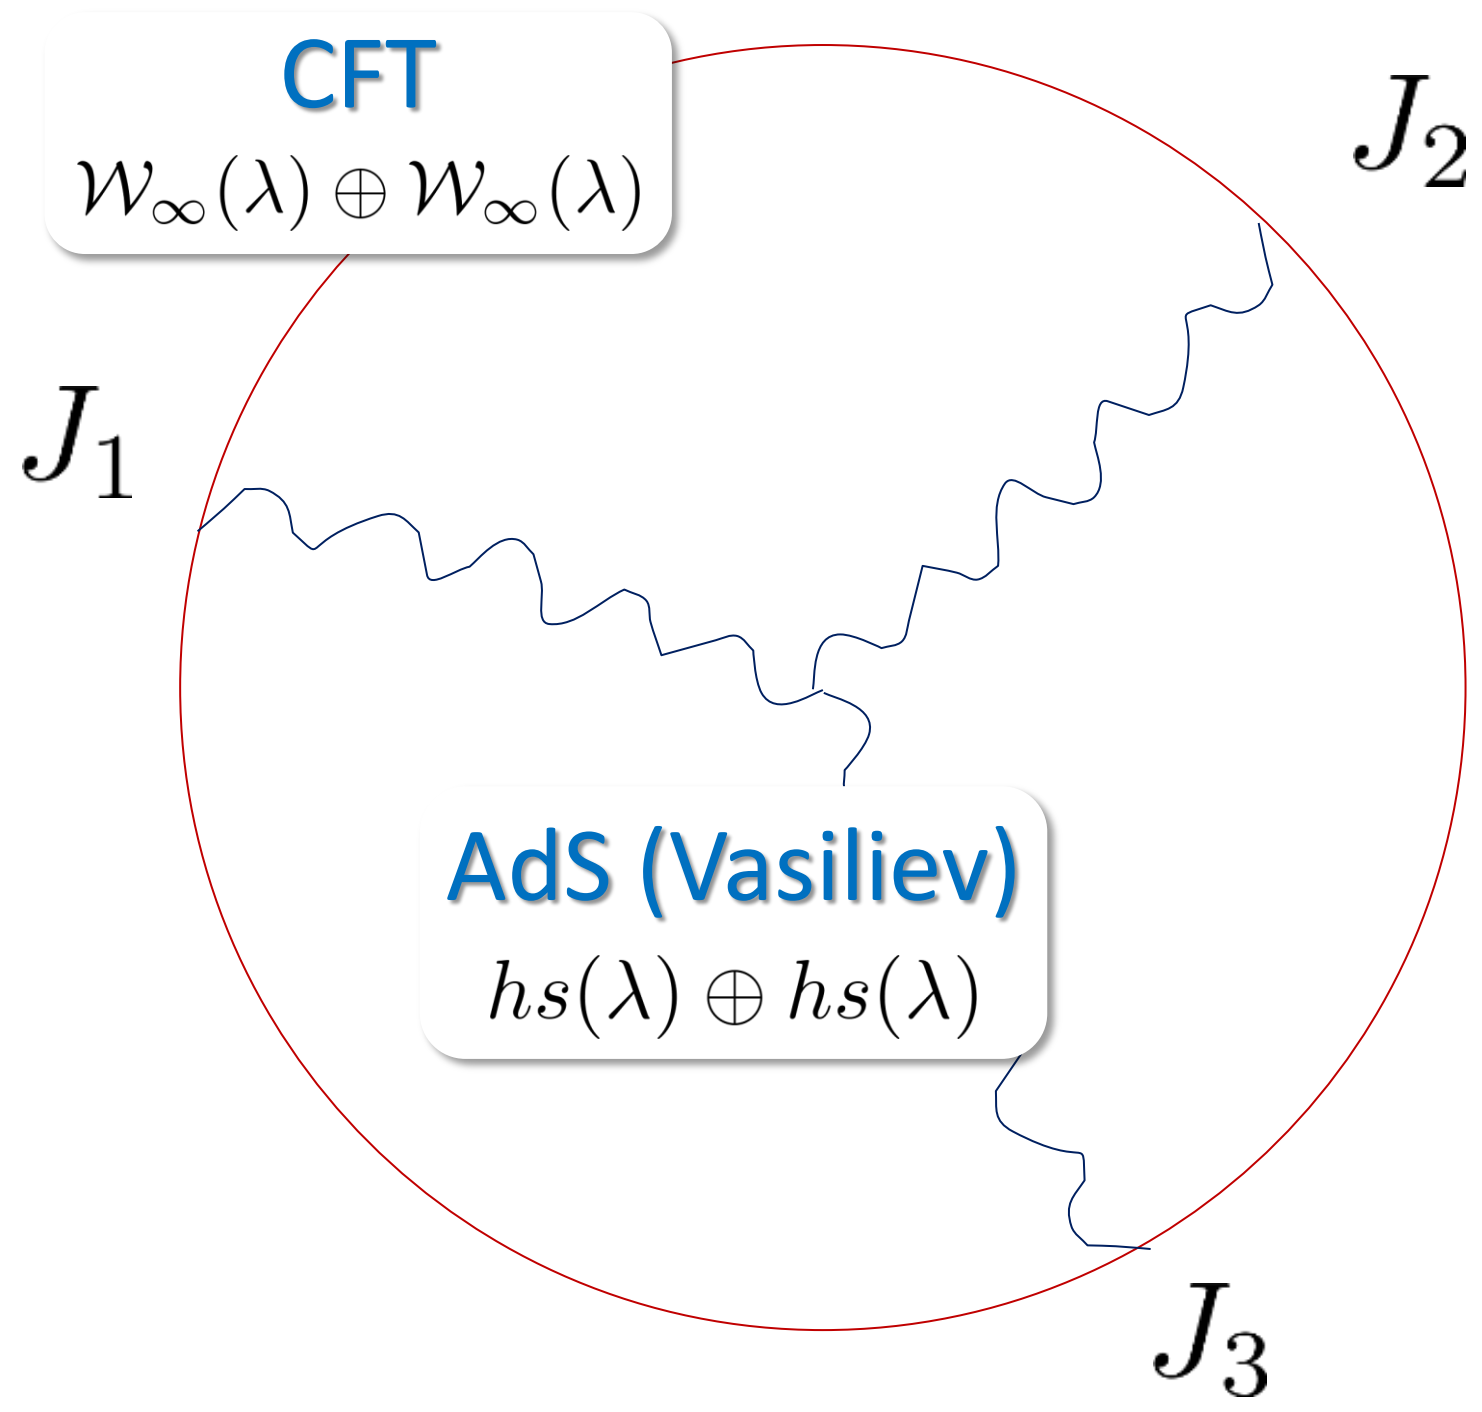 CFT
𝒲∞(λ) ⊕ 𝒲∞(λ)
J₂
J₁
AdS (Vasiliev)
hs(λ) ⊕ hs(λ)
J₃